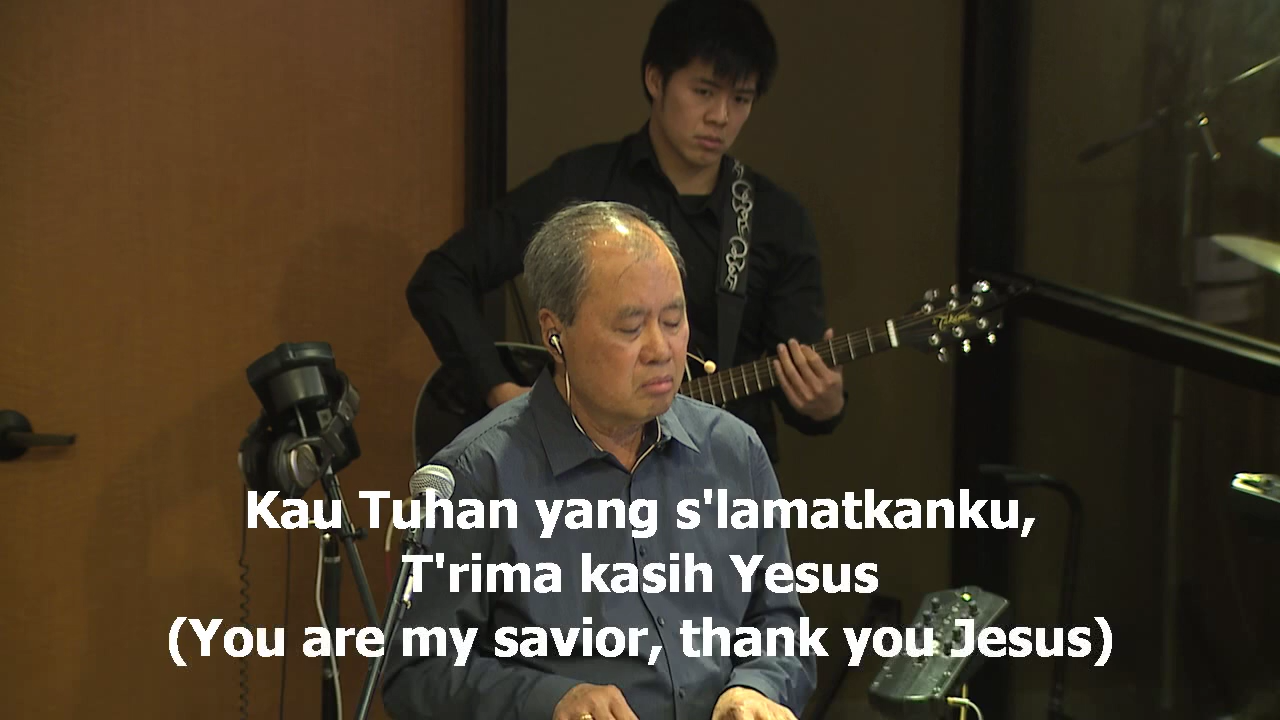 Kau Tuhan yang s'lamatkanku,
T'rima kasih Yesus
(You are my savior, thank you Jesus)